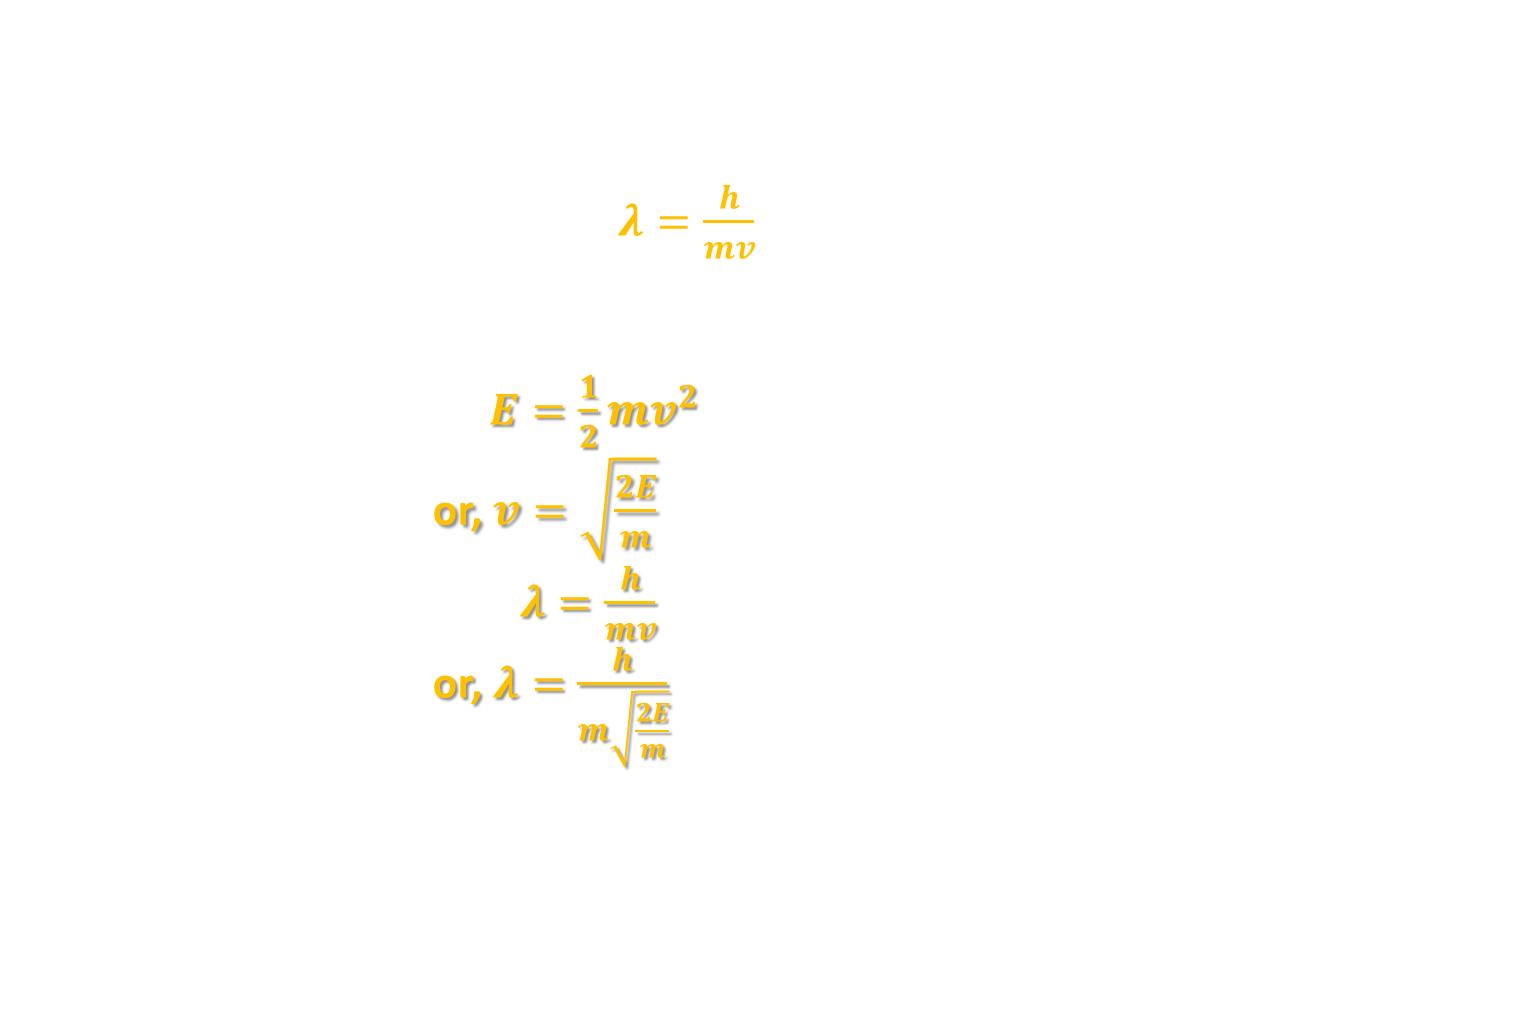 λ = h/mv
E = 1/2 mv²
or, v = √(2E/m)
λ = h/mv
or, λ = h/(m√(2E/m))